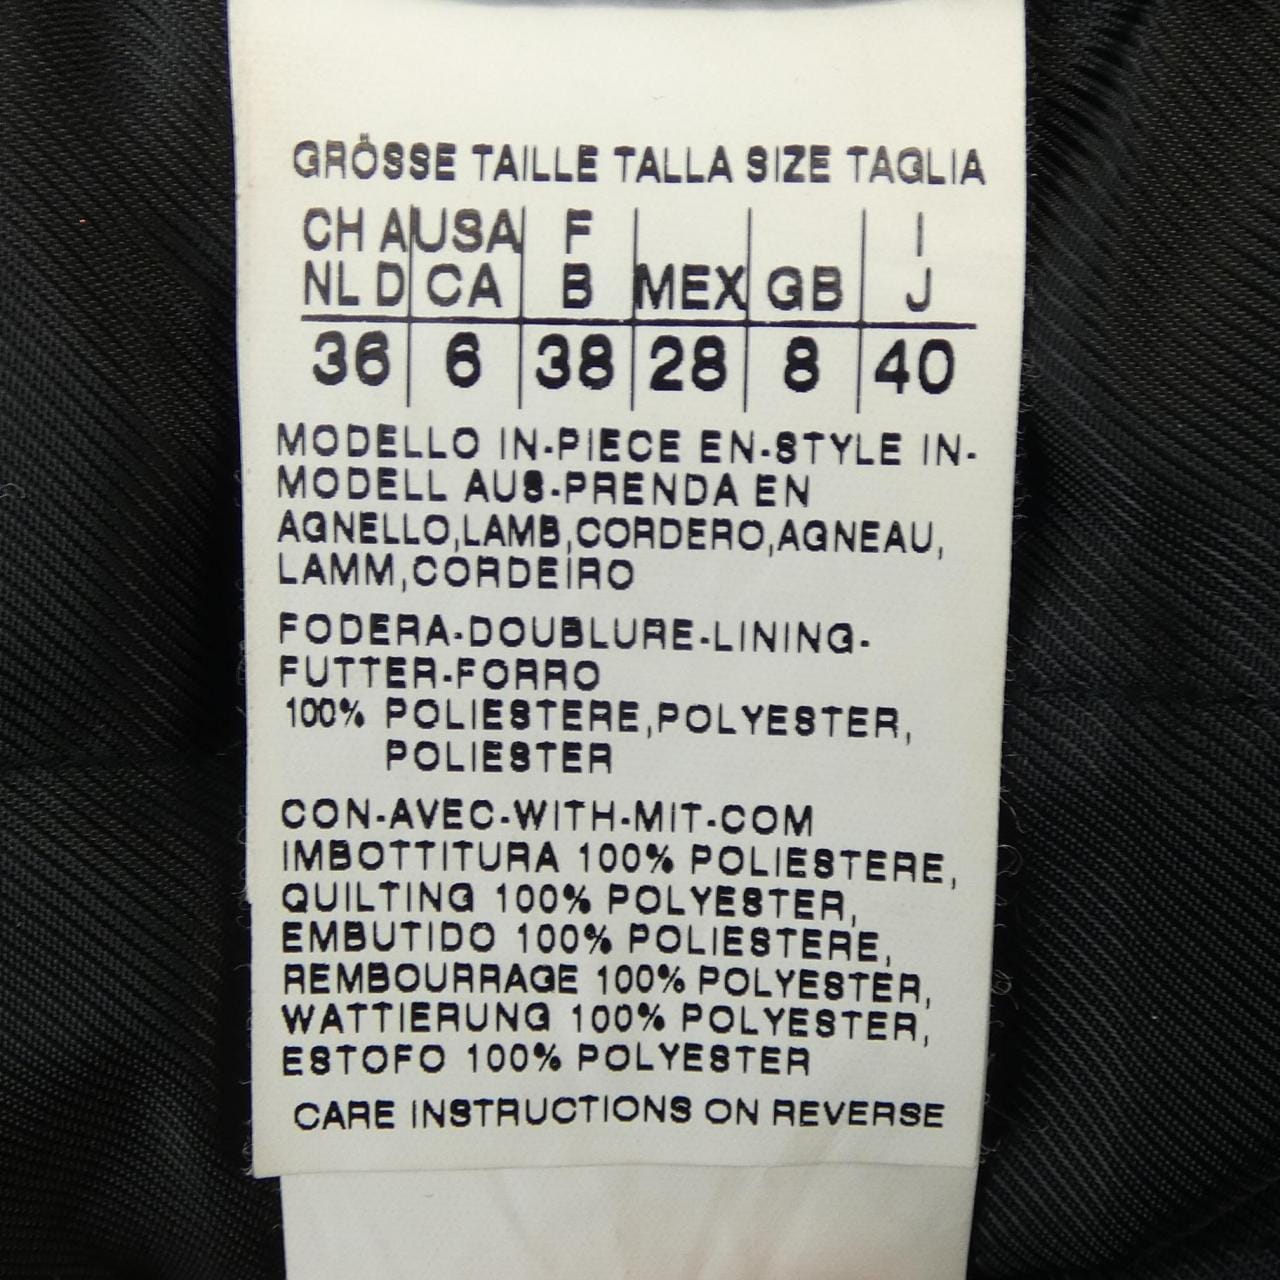 GRÖSSE TAILLE TALLA SIZE TAGLIA
CH A USA F I
NL D CA B MEX GB J
36 6 38 28 8 40
MODELLO IN-PIECE EN-STYLE IN-
MODELL AUS-PRENDA EN
AGNELLO,LAMB,CORDERO,AGNEAU,
LAMM,CORDEIRO
FODERA-DOUBLURE-LINING-
FUTTER-FORRO
100% POLIESTERE,POLYESTER,
POLIESTER
CON-AVEC-WITH-MIT-COM
IMBOTTITURA 100% POLIESTERE,
QUILTING 100% POLYESTER,
EMBUTIDO 100% POLIESTERE,
REMBOURRAGE 100% POLYESTER,
WATTIERUNG 100% POLYESTER,
ESTOFO 100% POLYESTER
CARE INSTRUCTIONS ON REVERSE